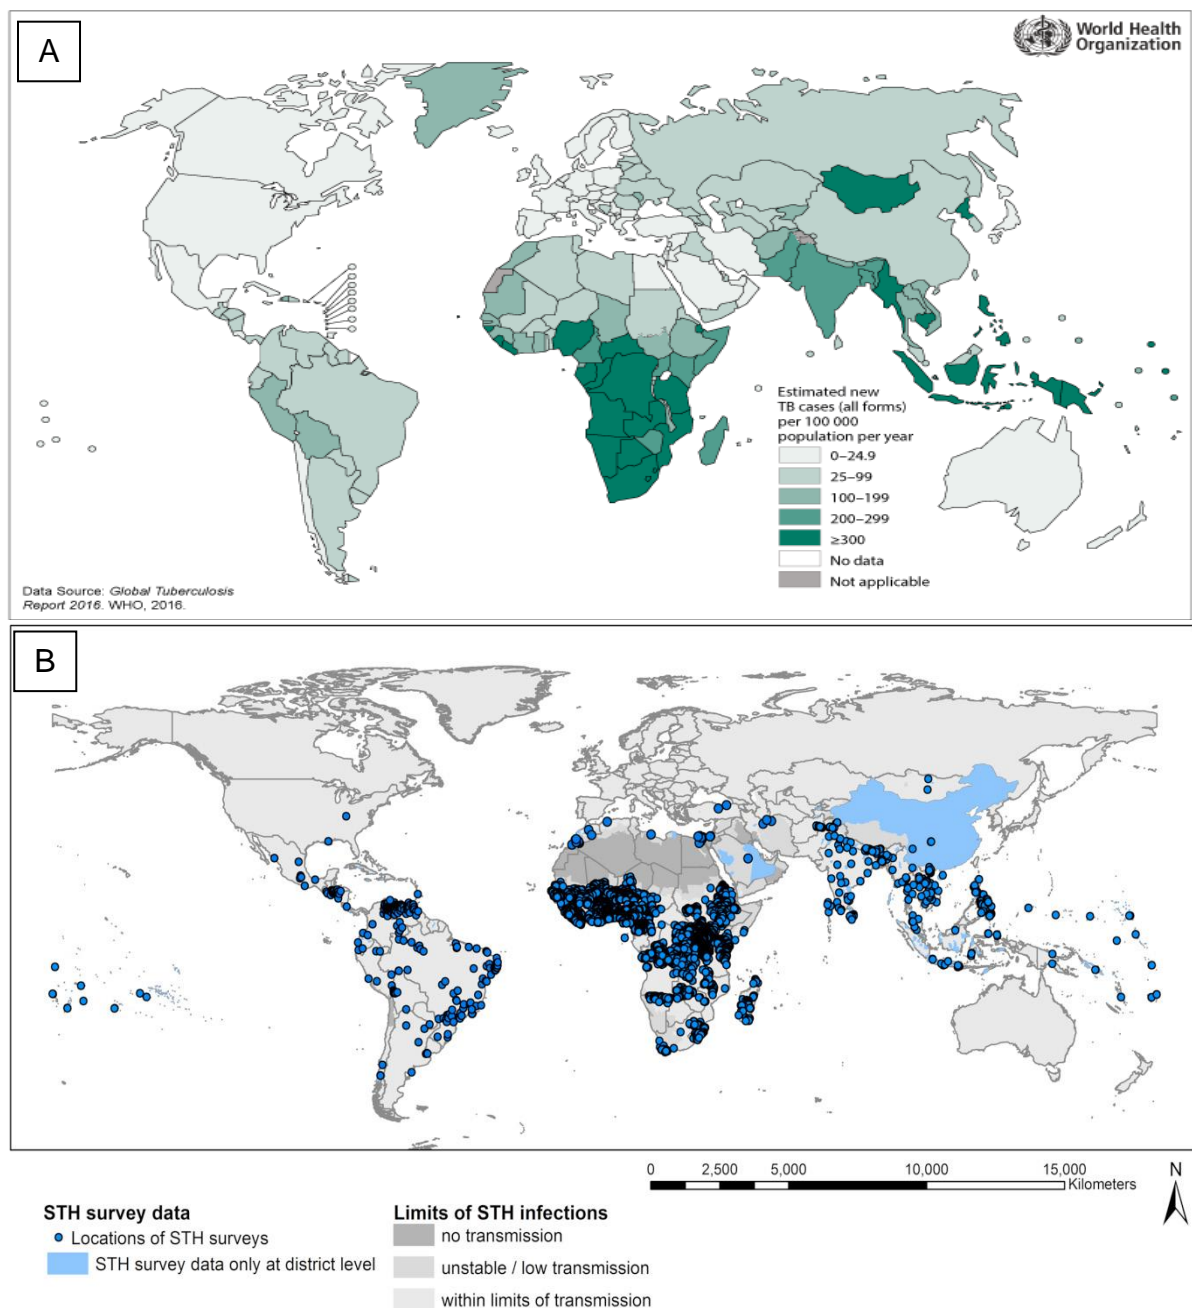 A
World Health
Organization
Estimated new
TB cases (all forms)
per 100 000
population per year
0–24.9
25–99
100–199
200–299
≥300
No data
Not applicable
Data Source: Global Tuberculosis
Report 2016. WHO, 2016.
B
0 2,500 5,000 10,000 15,000
Kilometers
N
STH survey data
Locations of STH surveys
STH survey data only at district level
Limits of STH infections
no transmission
unstable / low transmission
within limits of transmission